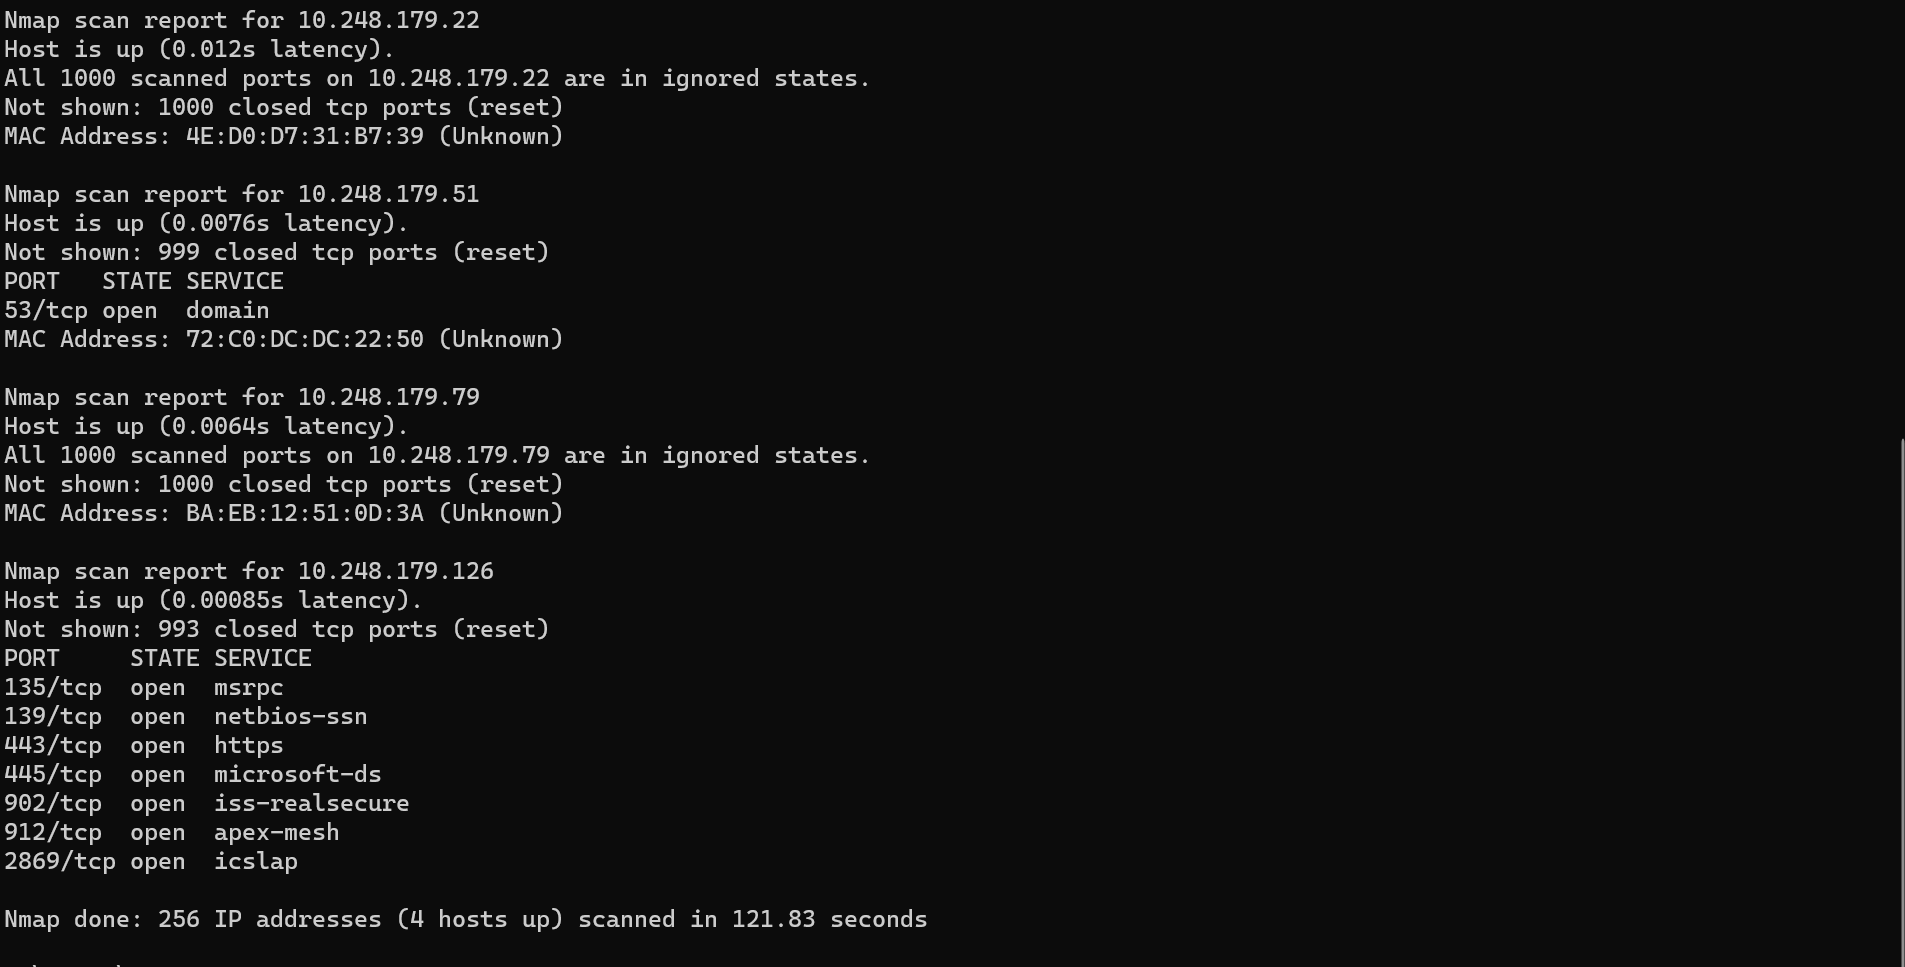 Nmap scan report for 10.248.179.22
Host is up (0.012s latency).
All 1000 scanned ports on 10.248.179.22 are in ignored states.
Not shown: 1000 closed tcp ports (reset)
MAC Address: 4E:D0:D7:31:B7:39 (Unknown)

Nmap scan report for 10.248.179.51
Host is up (0.0076s latency).
Not shown: 999 closed tcp ports (reset)
PORT   STATE SERVICE
53/tcp open  domain
MAC Address: 72:C0:DC:DC:22:50 (Unknown)

Nmap scan report for 10.248.179.79
Host is up (0.0064s latency).
All 1000 scanned ports on 10.248.179.79 are in ignored states.
Not shown: 1000 closed tcp ports (reset)
MAC Address: BA:EB:12:51:0D:3A (Unknown)

Nmap scan report for 10.248.179.126
Host is up (0.00085s latency).
Not shown: 993 closed tcp ports (reset)
PORT     STATE SERVICE
135/tcp  open  msrpc
139/tcp  open  netbios-ssn
443/tcp  open  https
445/tcp  open  microsoft-ds
902/tcp  open  iss-realsecure
912/tcp  open  apex-mesh
2869/tcp open  icslap

Nmap done: 256 IP addresses (4 hosts up) scanned in 121.83 seconds